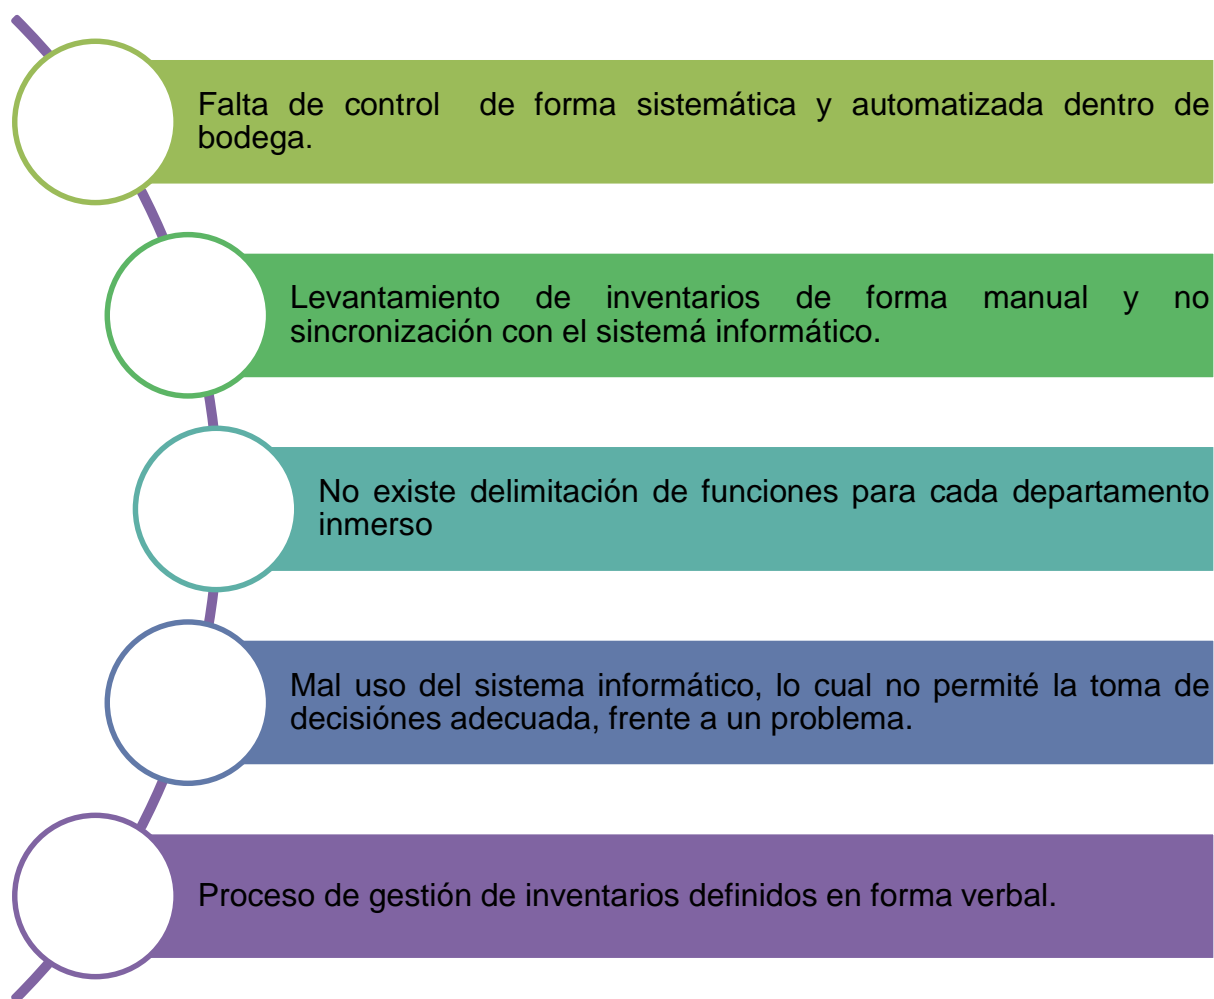 Falta de control de forma sistemática y automatizada dentro de
bodega.
Levantamiento de inventarios de forma manual y no
sincronización con el sistemá informático.
No existe delimitación de funciones para cada departamento
inmerso
Mal uso del sistema informático, lo cual no permité la toma de
decisiónes adecuada, frente a un problema.
Proceso de gestión de inventarios definidos en forma verbal.